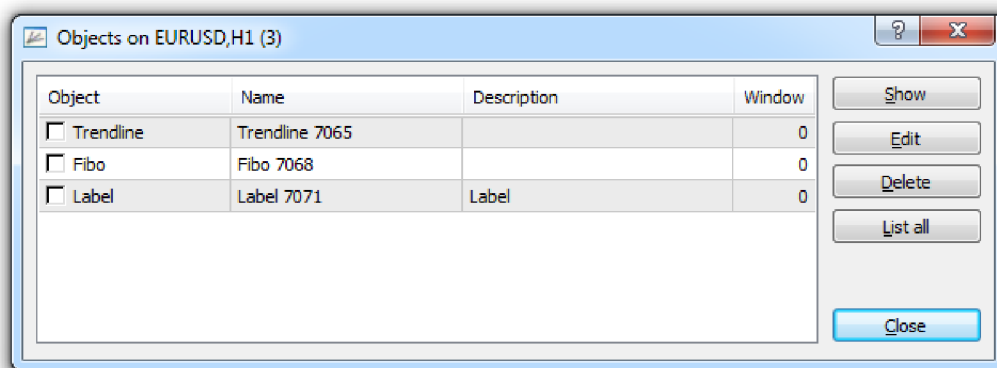 Objects on EURUSD,H1 (3)
Object Name Description Window
Trendline Trendline 7065 0
Fibo Fibo 7068 0
Label Label 7071 Label 0
Show
Edit
Delete
List all
Close